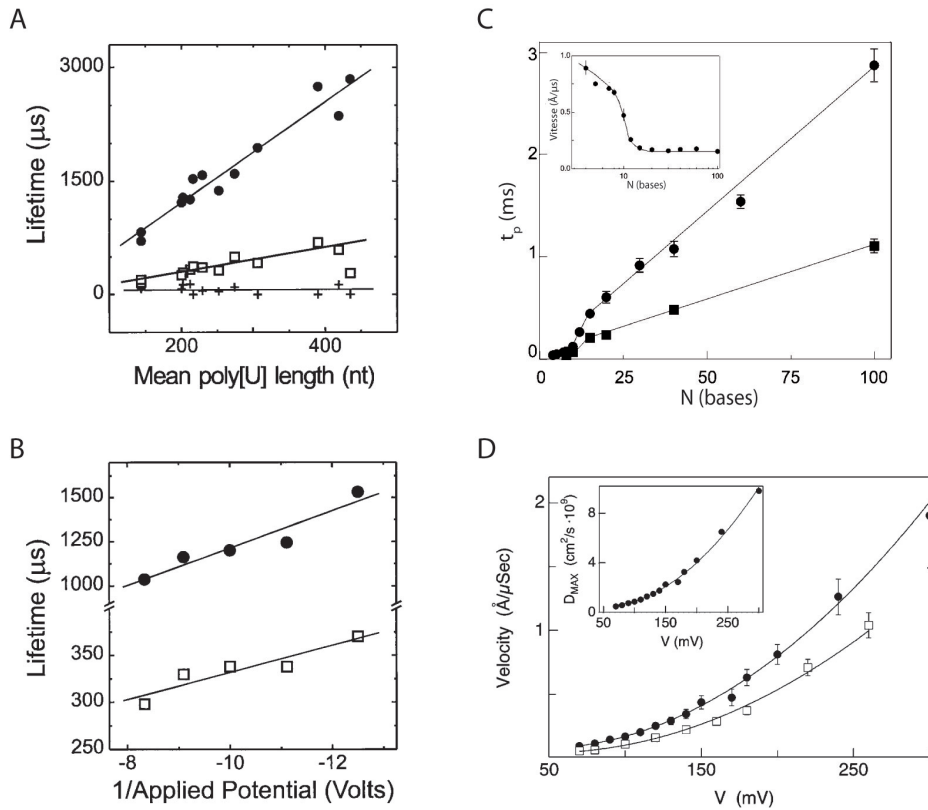 A
3000
1500
0
Lifetime (μs)
200
400
Mean poly[U] length (nt)
B
1500
1250
1000
350
300
250
Lifetime (μs)
-8
-10
-12
1/Applied Potential (Volts)
C
3
2
1
0
t_p (ms)
0
25
50
75
100
N (bases)
1.0
0.5
0.0
Vitesse (Å/μs)
10
100
N (bases)
D
2
1
Velocity (Å/μSec)
50
150
250
V (mV)
8
4
0
D_MAX (cm²/s ·10⁹)
50
150
250
V (mV)